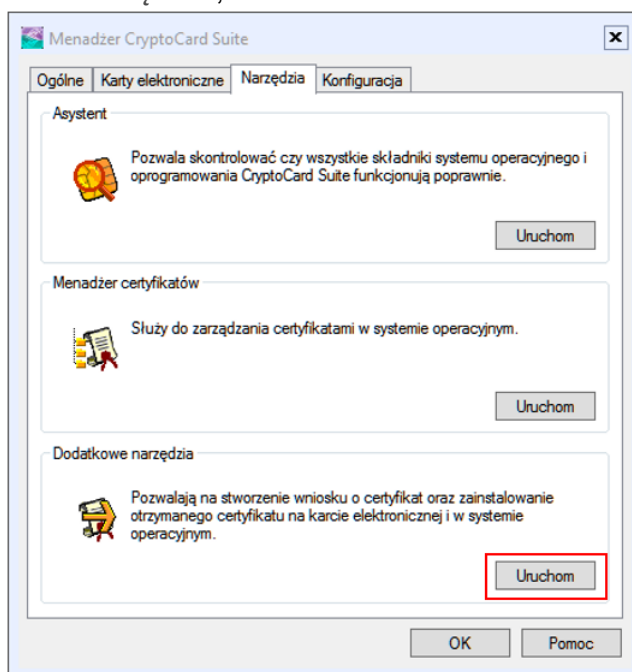 Menadżer CryptoCard Suite
Ogólne Karty elektroniczne Narzędzia Konfiguracja
Asystent
Pozwala skontrolować czy wszystkie składniki systemu operacyjnego i
oprogramowania CryptoCard Suite funkcjonują poprawnie.
Uruchom
Menadżer certyfikatów
Służy do zarządzania certyfikatami w systemie operacyjnym.
Uruchom
Dodatkowe narzędzia
Pozwalają na stworzenie wniosku o certyfikat oraz zainstalowanie
otrzymanego certyfikatu na karcie elektronicznej i w systemie
operacyjnym.
Uruchom
OK Pomoc